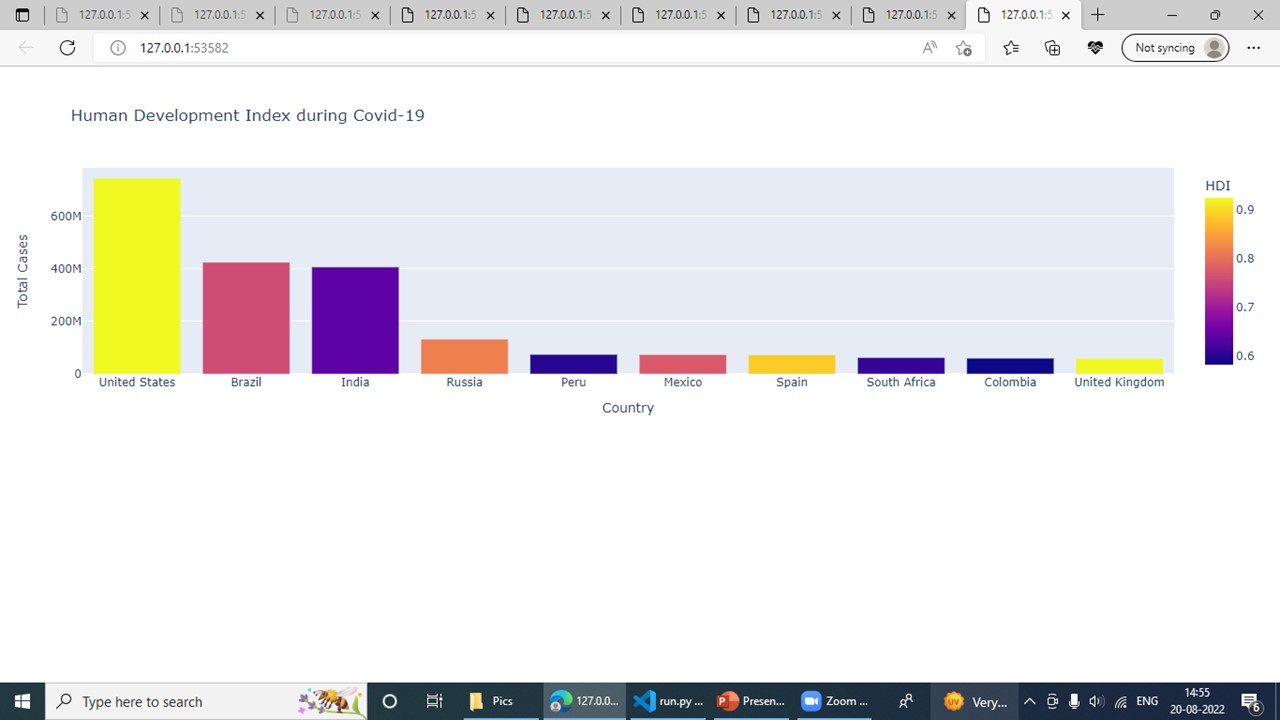 127.0.0.1:5 127.0.0.1:5 127.0.0.1:5 127.0.0.1:5 127.0.0.1:5 127.0.0.1:5 127.0.0.1:5 127.0.0.1:5 127.0.0.1:5
127.0.0.1:53582
Not syncing
Human Development Index during Covid-19
HDI
0.9
0.8
0.7
0.6
Total Cases
600M
400M
200M
0
United States Brazil India Russia Peru Mexico Spain South Africa Colombia United Kingdom
Country
Type here to search
Pics
127.0.0...
run.py ...
Presen...
Zoom ...
Very...
ENG
14:55
20-08-2022
6